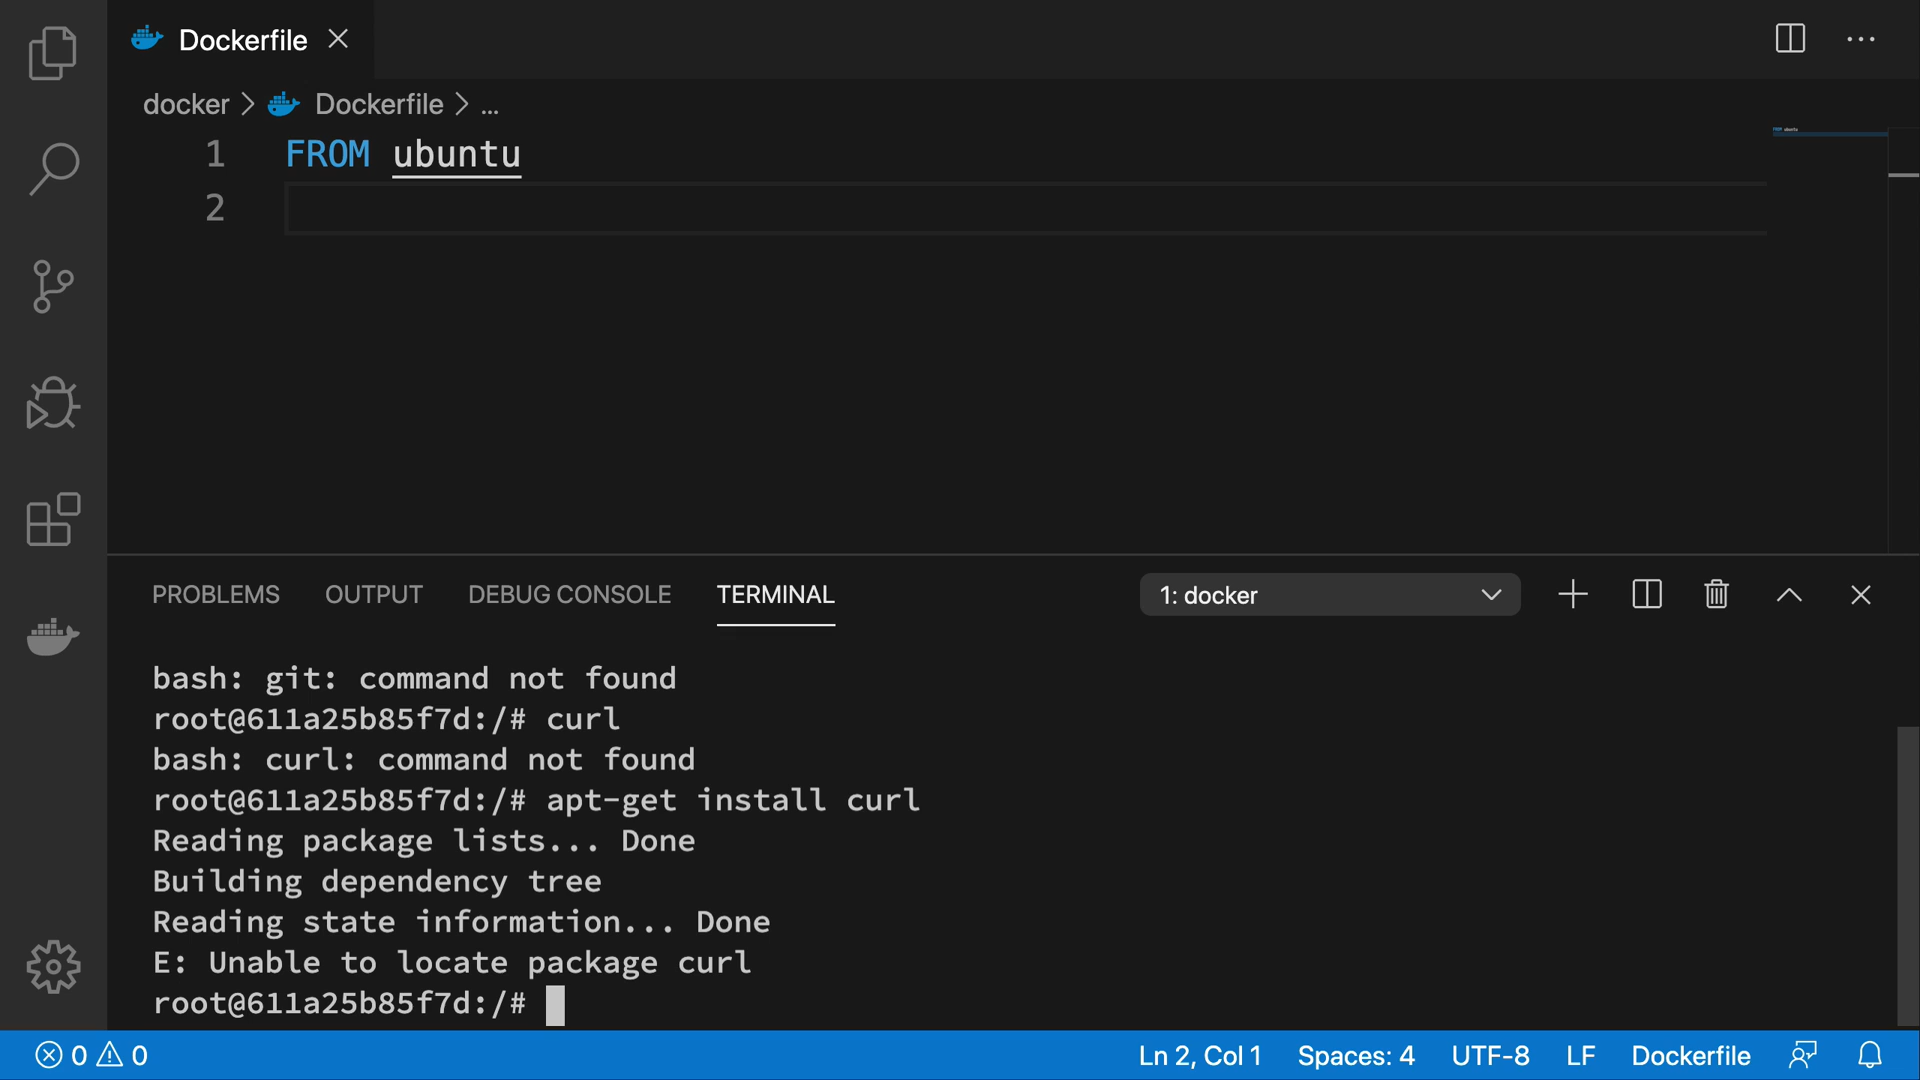 Dockerfile
docker > Dockerfile > ...
1 FROM ubuntu
2
PROBLEMS OUTPUT DEBUG CONSOLE TERMINAL 1: docker
bash: git: command not found
root@611a25b85f7d:/# curl
bash: curl: command not found
root@611a25b85f7d:/# apt-get install curl
Reading package lists... Done
Building dependency tree
Reading state information... Done
E: Unable to locate package curl
root@611a25b85f7d:/#
0 0 Ln 2, Col 1 Spaces: 4 UTF-8 LF Dockerfile